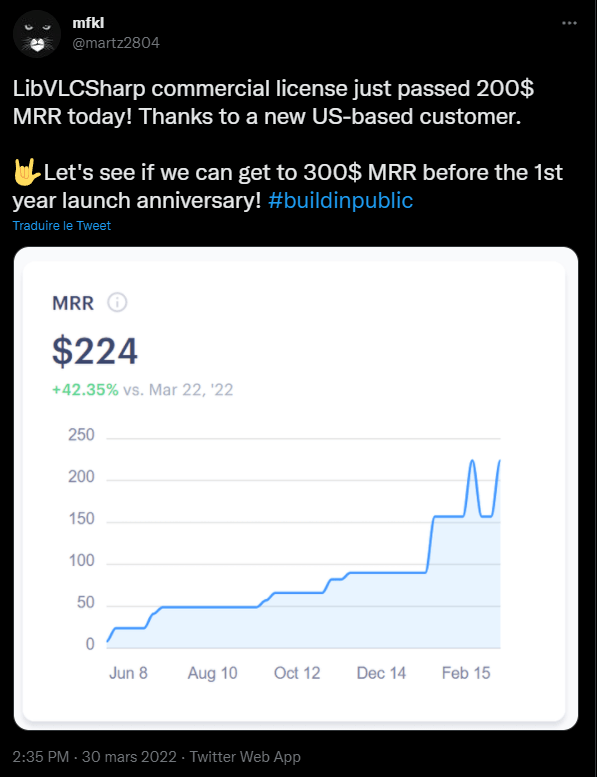 mfkl
@martz2804
LibVLCSharp commercial license just passed 200$
MRR today! Thanks to a new US-based customer.
🤟Let's see if we can get to 300$ MRR before the 1st
year launch anniversary! #buildinpublic
Traduire le Tweet
MRR
$224
+42.35% vs. Mar 22, '22
250
200
150
100
50
0
Jun 8 Aug 10 Oct 12 Dec 14 Feb 15
2:35 PM · 30 mars 2022 · Twitter Web App